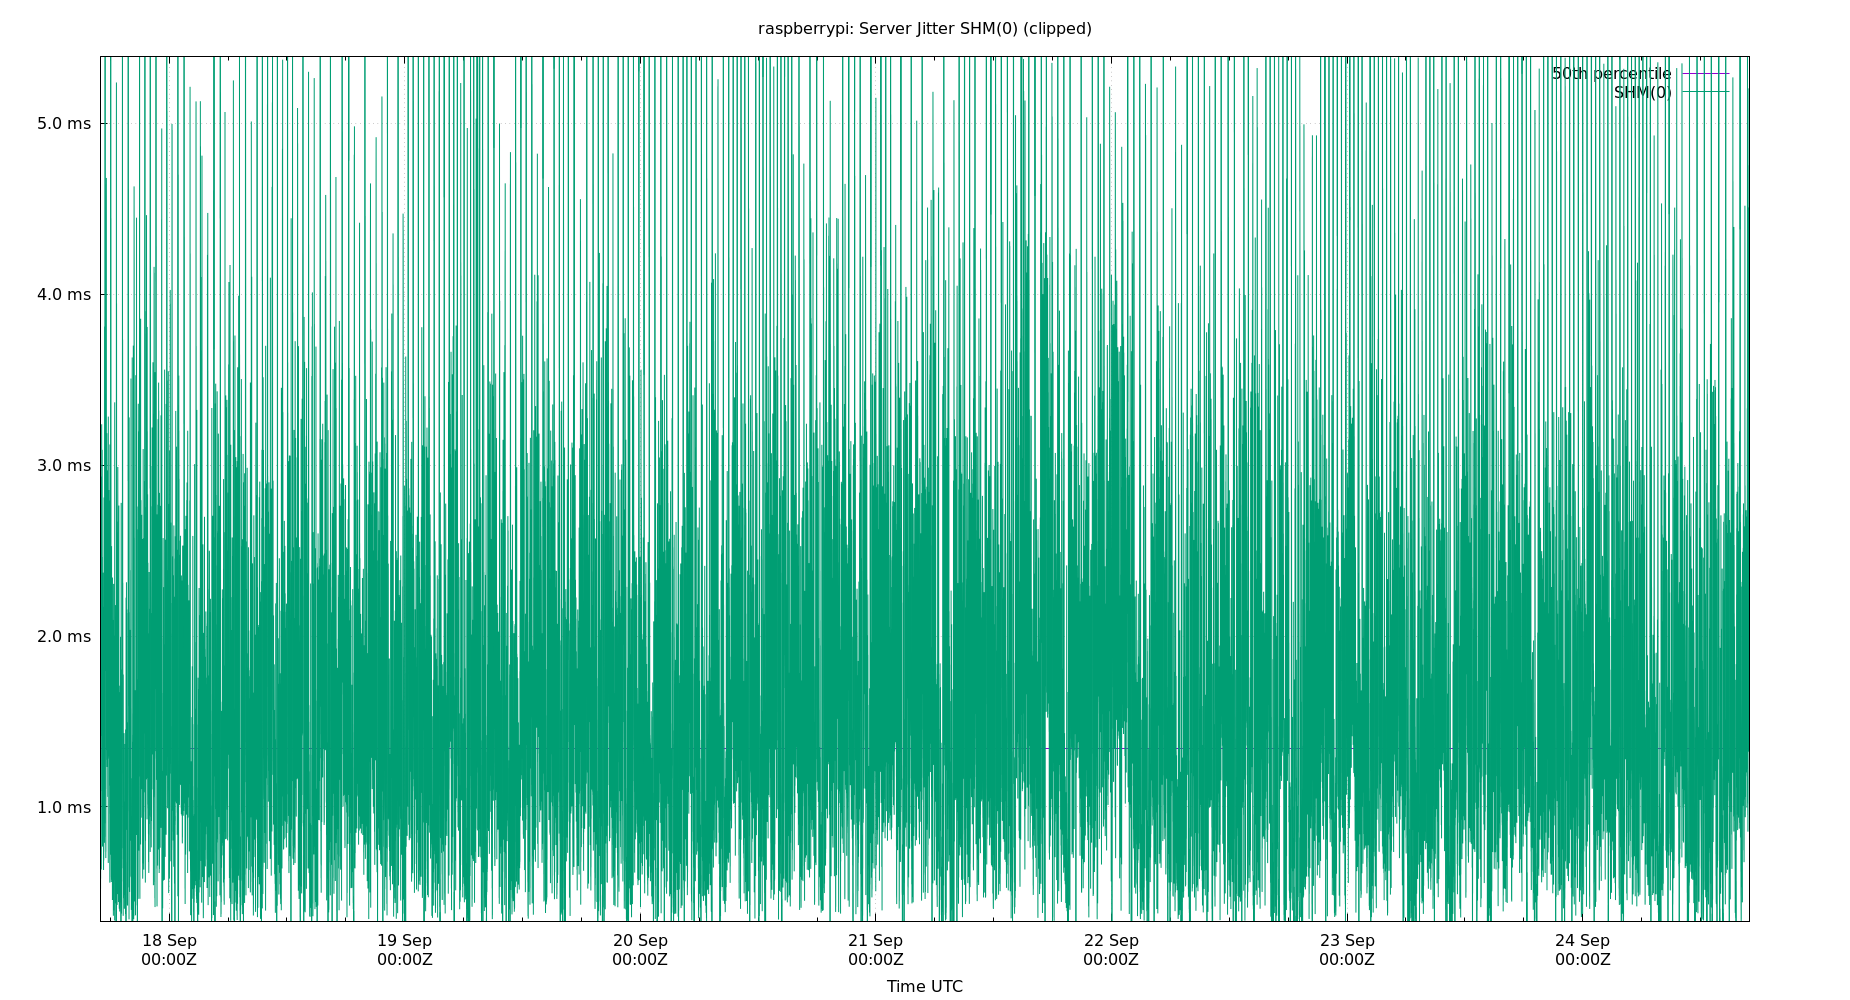 raspberrypi: Server Jitter SHM(0) (clipped)
50th percentile
SHM(0)
5.0 ms
4.0 ms
3.0 ms
2.0 ms
1.0 ms
18 Sep 19 Sep 20 Sep 21 Sep 22 Sep 23 Sep 24 Sep
00:00Z 00:00Z 00:00Z 00:00Z 00:00Z 00:00Z 00:00Z
Time UTC